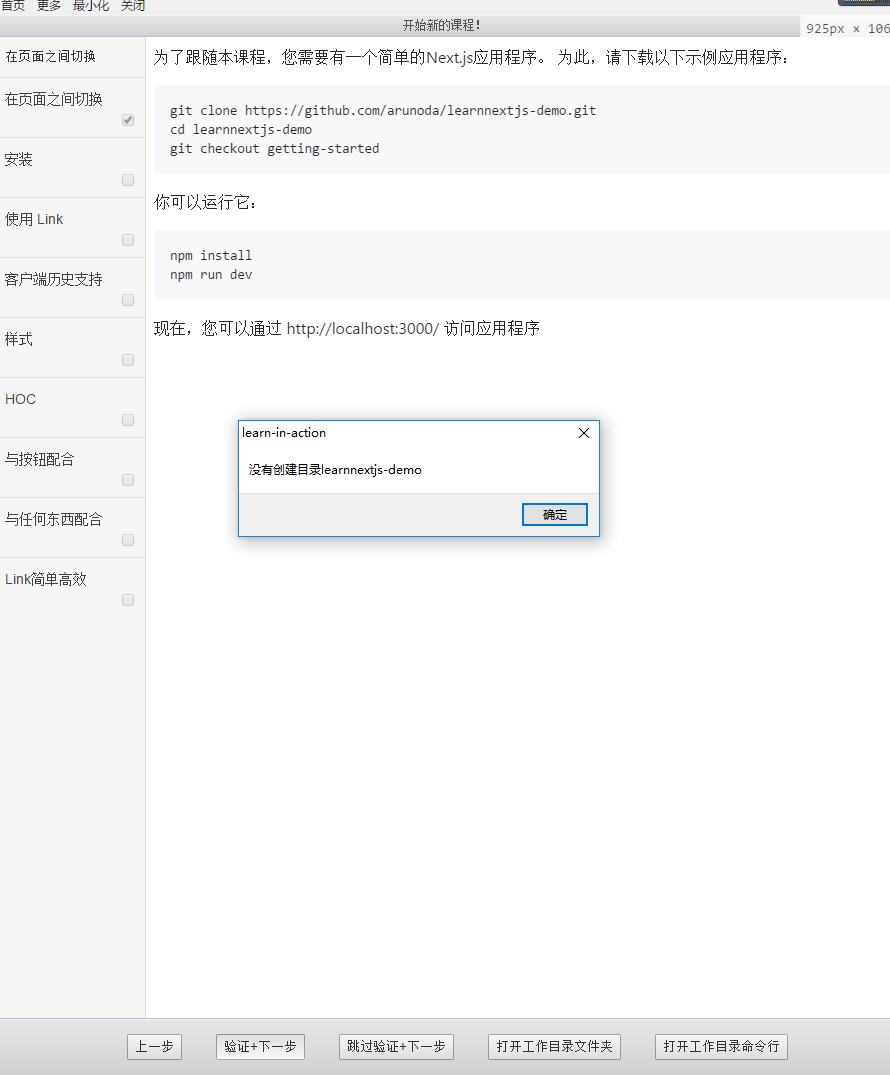 首页 更多 最小化 关闭
开始新的课程!
925px x 106
在页面之间切换
在页面之间切换
安装
使用 Link
客户端历史支持
样式
HOC
与按钮配合
与任何东西配合
Link简单高效
为了跟随本课程，您需要有一个简单的Next.js应用程序。 为此，请下载以下示例应用程序：
git clone https://github.com/arunoda/learnnextjs-demo.git
cd learnnextjs-demo
git checkout getting-started
你可以运行它：
npm install
npm run dev
现在，您可以通过 http://localhost:3000/ 访问应用程序
learn-in-action
没有创建目录learnnextjs-demo
确定
上一步 验证+下一步 跳过验证+下一步 打开工作目录文件夹 打开工作目录命令行